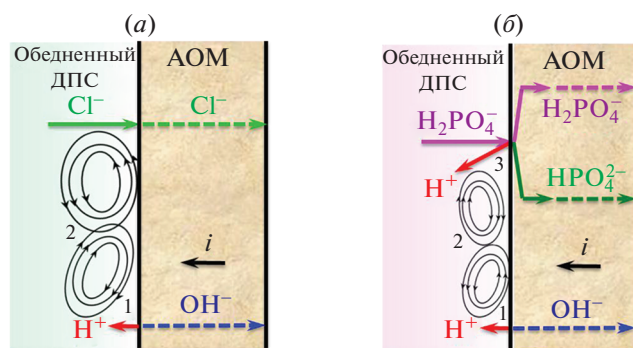 (а)
Обедненный
ДПС
АОМ
Cl⁻
Cl⁻
2
i
1
H⁺
OH⁻
(б)
Обедненный
ДПС
АОМ
H₂PO₄⁻
H₂PO₄⁻
3
H⁺
HPO₄²⁻
2
i
1
H⁺
OH⁻